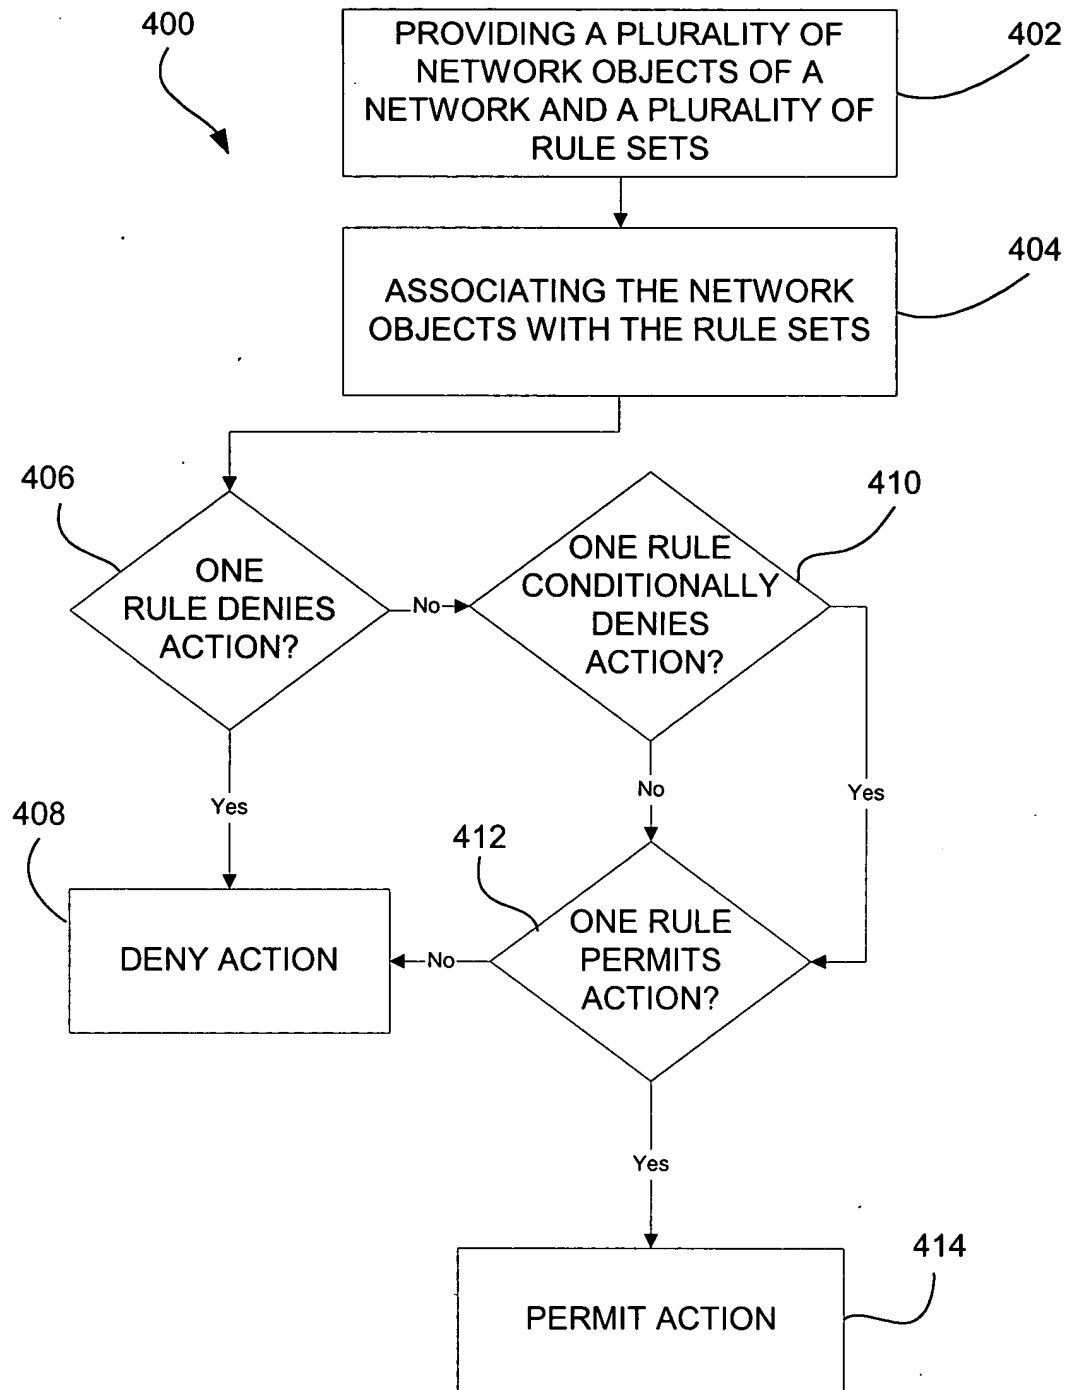 400
PROVIDING A PLURALITY OF
NETWORK OBJECTS OF A
NETWORK AND A PLURALITY OF
RULE SETS
402
ASSOCIATING THE NETWORK
OBJECTS WITH THE RULE SETS
404
406
ONE
RULE DENIES
ACTION?
No
ONE RULE
CONDITIONALLY
DENIES
ACTION?
410
Yes
No
Yes
408
DENY ACTION
No
412
ONE RULE
PERMITS
ACTION?
Yes
PERMIT ACTION
414